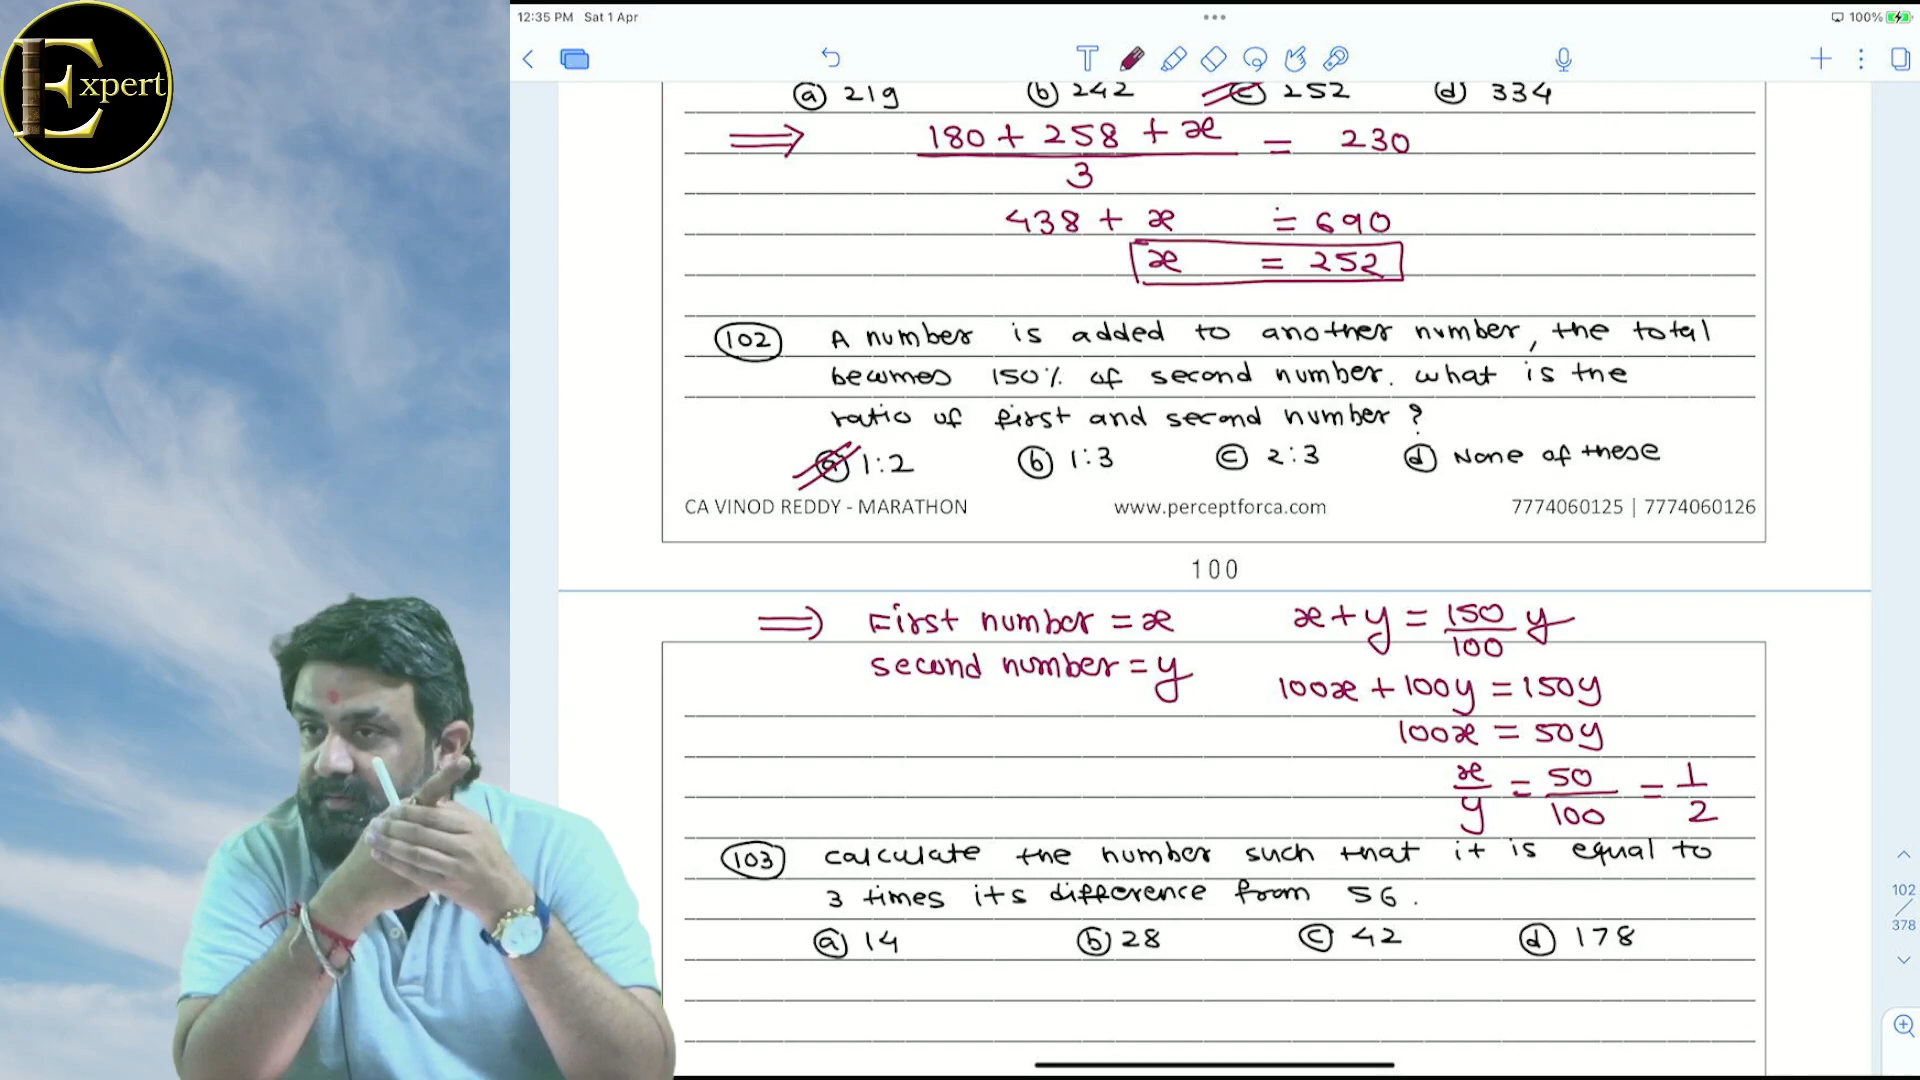 Expert
12:35 PM Sat 1 Apr
100%
(a) 219 (b) 242 (c) 252 (d) 334
⇒ 180 + 258 + x / 3 = 230
438 + x = 690
x = 252
(102) A number is added to another number, the total
becomes 150% of second number. what is the
ratio of first and second number?
(a) 1:2 (b) 1:3 (c) 2:3 (d) None of these
CA VINOD REDDY - MARATHON www.perceptforca.com 7774060125 | 7774060126
100
⇒ First number = x x + y = 150/100 y
second number = y 100x + 100y = 150y
100x = 50y
x/y = 50/100 = 1/2
(103) calculate the number such that it is equal to
3 times its difference from 56.
(a) 14 (b) 28 (c) 42 (d) 178
102
/
378